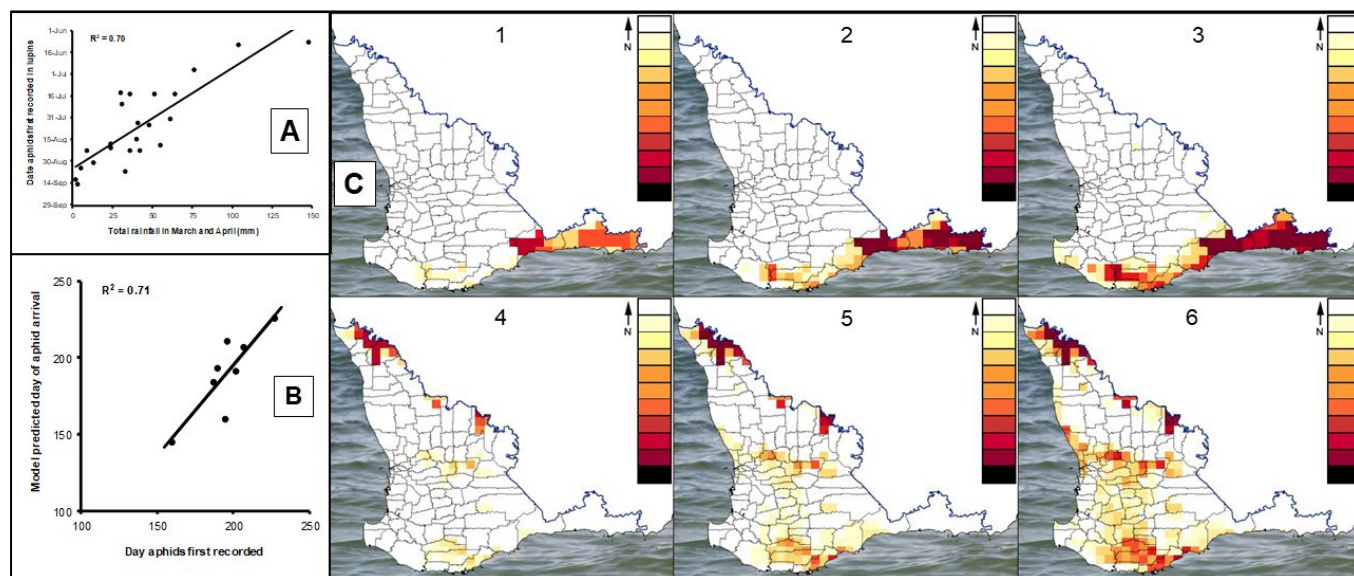 1-Jun
16-Jun
1-Jul
16-Jul
31-Jul
15-Aug
30-Aug
14-Sep
29-Sep
Date aphids first recorded in lupins
R² = 0.70
A
0 25 50 75 100 125 150
Total rainfall in March and April (mm)
250
200
150
100
Model predicted day of aphid arrival
R² = 0.71
B
100 150 200 250
Day aphids first recorded
C
1
N
2
N
3
N
4
N
5
N
6
N